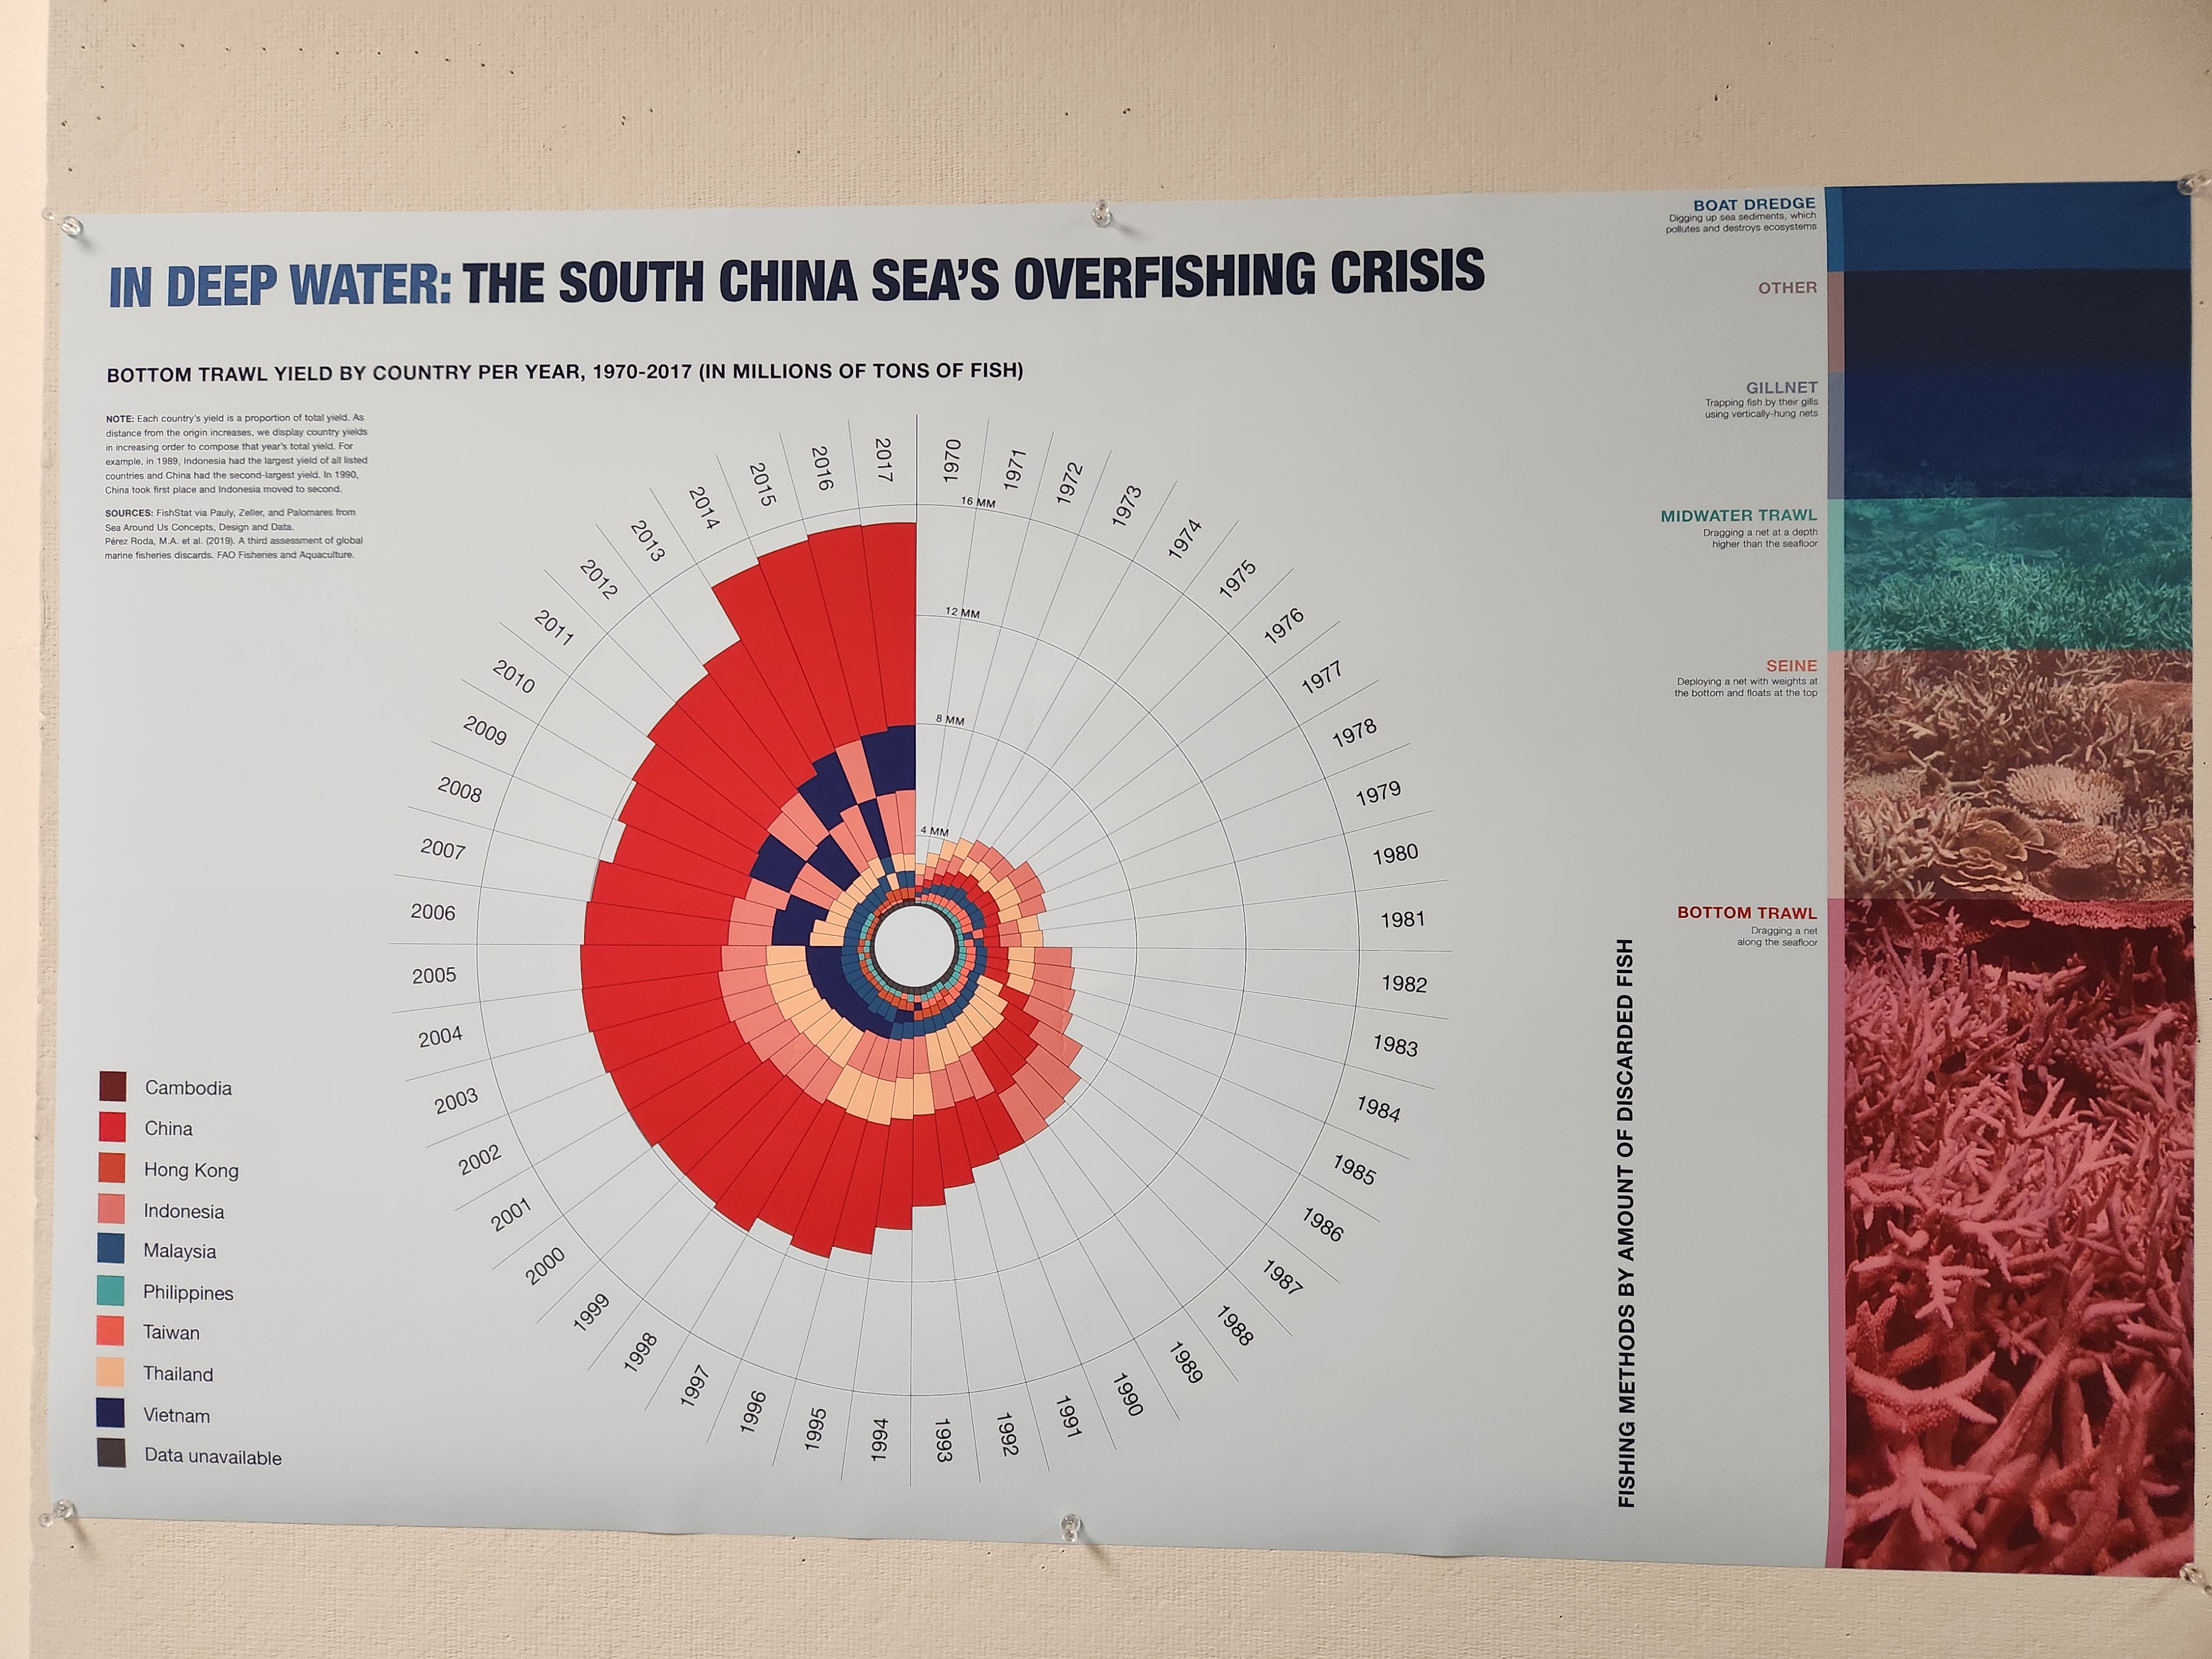 IN DEEP WATER: THE SOUTH CHINA SEA'S OVERFISHING CRISIS
BOTTOM TRAWL YIELD BY COUNTRY PER YEAR, 1970-2017 (IN MILLIONS OF TONS OF FISH)
NOTE: Each country's yield is a proportion of total yield. As
distance from the origin increases, we display country yields
in increasing order to compose that year's total yield. For
example, in 1989, Indonesia had the largest yield of all listed
countries and China had the second-largest yield. In 1990,
China took first place and Indonesia moved to second.
SOURCES: FishStat via Pauly, Zeller, and Palomares from
Sea Around Us Concepts, Design and Data.
Pérez Roda, M.A. et al. (2019). A third assessment of global
marine fisheries discards. FAO Fisheries and Aquaculture.
1970
1971
1972
1973
1974
1975
1976
1977
1978
1979
1980
1981
1982
1983
1984
1985
1986
1987
1988
1989
1990
1991
1992
1993
1994
1995
1996
1997
1998
1999
2000
2001
2002
2003
2004
2005
2006
2007
2008
2009
2010
2011
2012
2013
2014
2015
2016
2017
16 MM
12 MM
8 MM
4 MM
Cambodia
China
Hong Kong
Indonesia
Malaysia
Philippines
Taiwan
Thailand
Vietnam
Data unavailable
FISHING METHODS BY AMOUNT OF DISCARDED FISH
BOAT DREDGE
Digging up sea sediments, which
pollutes and destroys ecosystems
OTHER
GILLNET
Trapping fish by their gills
using vertically-hung nets
MIDWATER TRAWL
Dragging a net at a depth
higher than the seafloor
SEINE
Deploying a net with weights at
the bottom and floats at the top
BOTTOM TRAWL
Dragging a net
along the seafloor